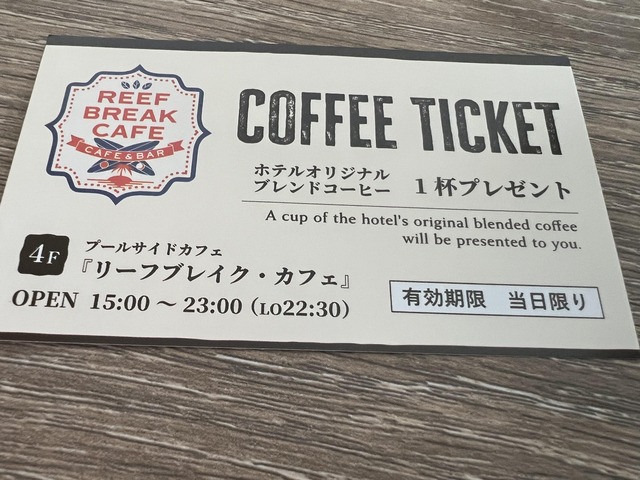 REEF
BREAK
CAFE
CAFE & BAR
COFFEE TICKET
ホテルオリジナル
ブレンドコーヒー 1杯プレゼント
A cup of the hotel's original blended coffee
will be presented to you.
4F プールサイドカフェ
『リーフブレイク・カフェ』
OPEN 15:00 〜 23:00 (LO22:30)
有効期限 当日限り